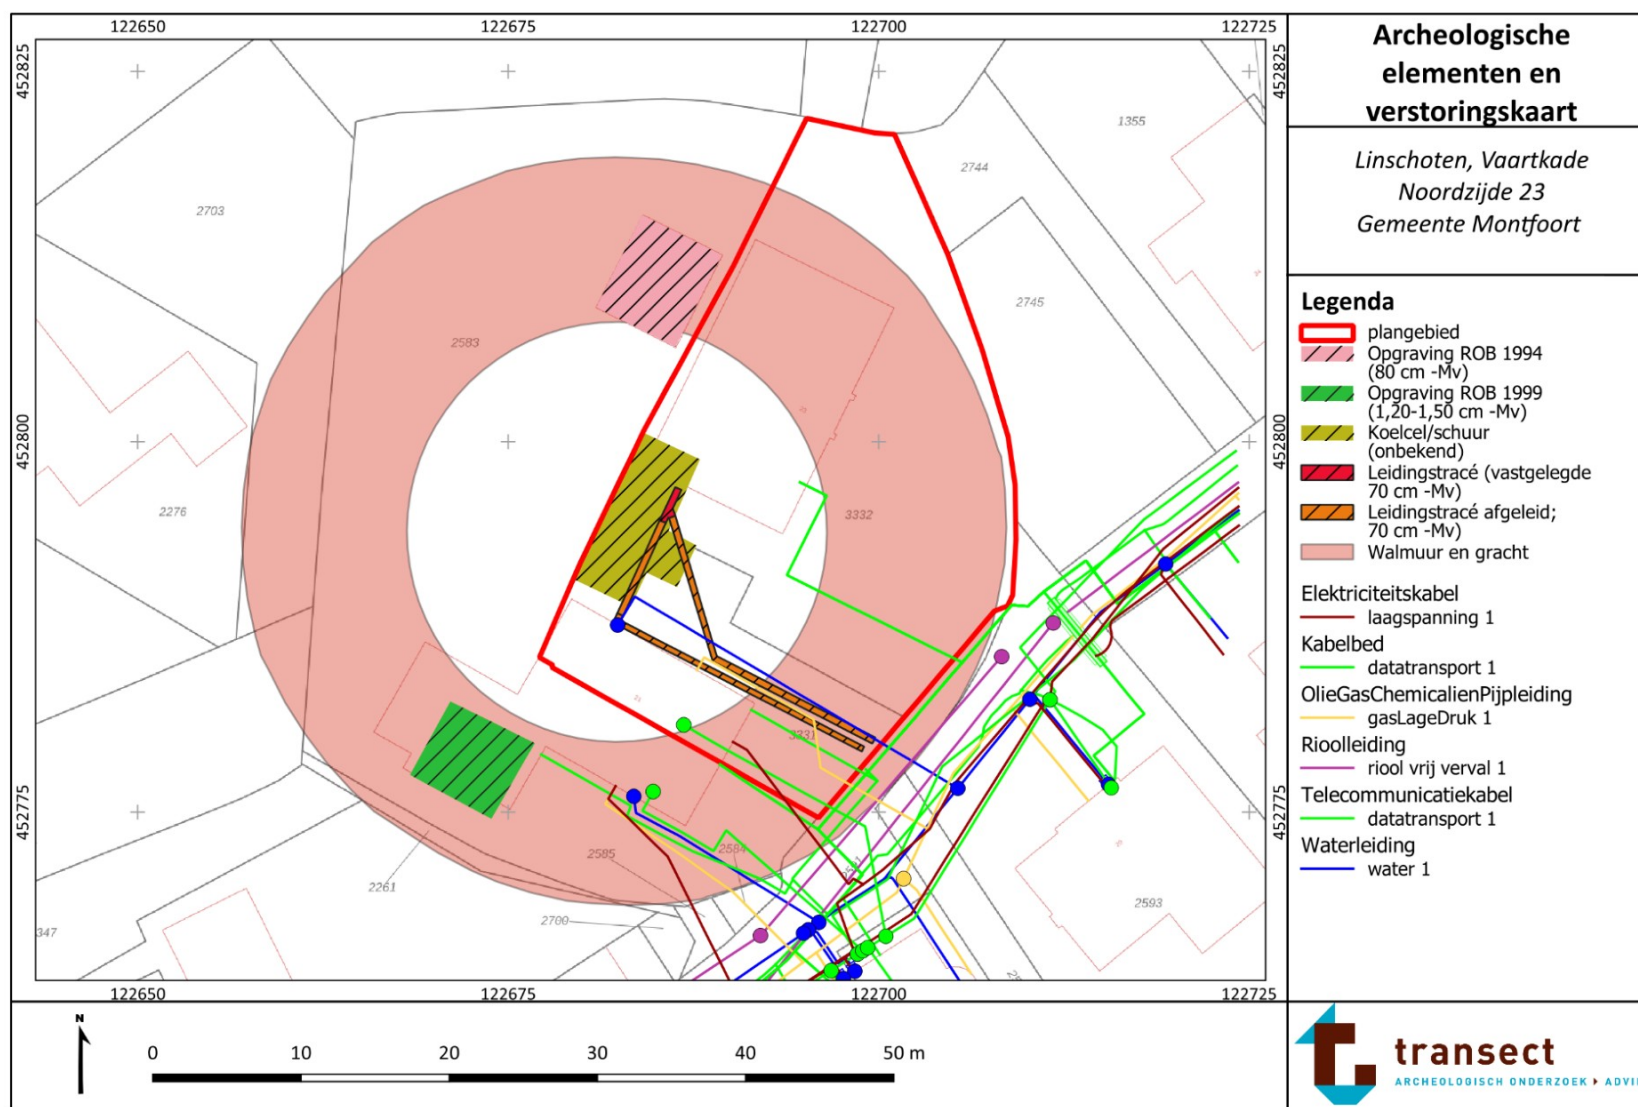 122650 122675 122700 122725
452825 452825
452800 452800
452775 452775
1355
2744
2703
2745
2583
3332
2276
3331
2585
2584
2261
2593
2700
347
122650 122675 122700 122725
N
0 10 20 30 40 50 m
Archeologische
elementen en
verstoringskaart
Linschoten, Vaartkade
Noordzijde 23
Gemeente Montfoort
Legenda
plangebied
Opgraving ROB 1994
(80 cm -Mv)
Opgraving ROB 1999
(1,20-1,50 cm -Mv)
Koelcel/schuur
(onbekend)
Leidingstracé (vastgelegde
70 cm -Mv)
Leidingstracé afgeleid;
70 cm -Mv)
Walmuur en gracht
Elektriciteitskabel
laagspanning 1
Kabelbed
datatransport 1
OlieGasChemicalienPijpleiding
gasLageDruk 1
Rioolleiding
riool vrij verval 1
Telecommunicatiekabel
datatransport 1
Waterleiding
water 1
transect
ARCHEOLOGISCH ONDERZOEK ADVI